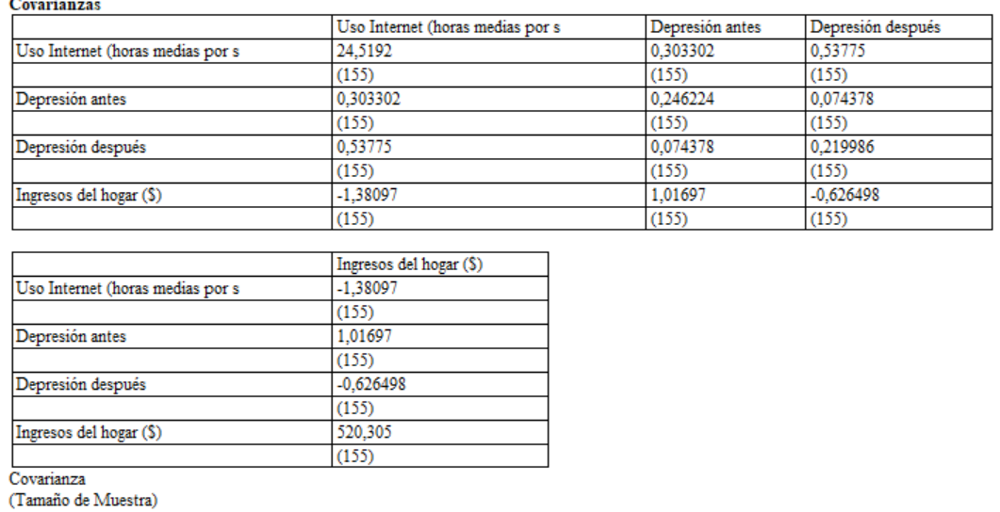 Covarianzas
Uso Internet (horas medias por s Depresión antes Depresión después
Uso Internet (horas medias por s 24,5192 0,303302 0,53775
(155) (155) (155)
Depresión antes 0,303302 0,246224 0,074378
(155) (155) (155)
Depresión después 0,53775 0,074378 0,219986
(155) (155) (155)
Ingresos del hogar ($) -1,38097 1,01697 -0,626498
(155) (155) (155)
Ingresos del hogar ($)
Uso Internet (horas medias por s -1,38097
(155)
Depresión antes 1,01697
(155)
Depresión después -0,626498
(155)
Ingresos del hogar ($) 520,305
(155)
Covarianza
(Tamaño de Muestra)